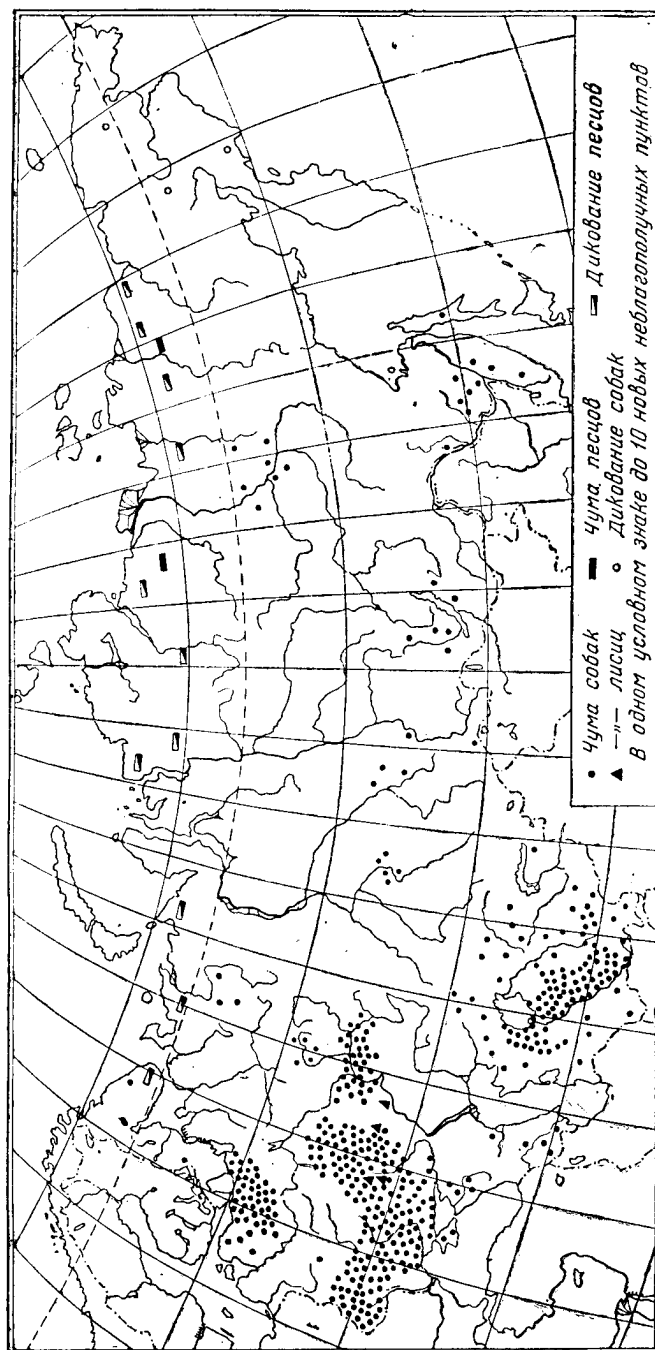 Чума собак Чума песцов Дикование песцов
—"— лисиц Дикование собак
В одном условном знаке до 10 новых неблагополучных пунктов